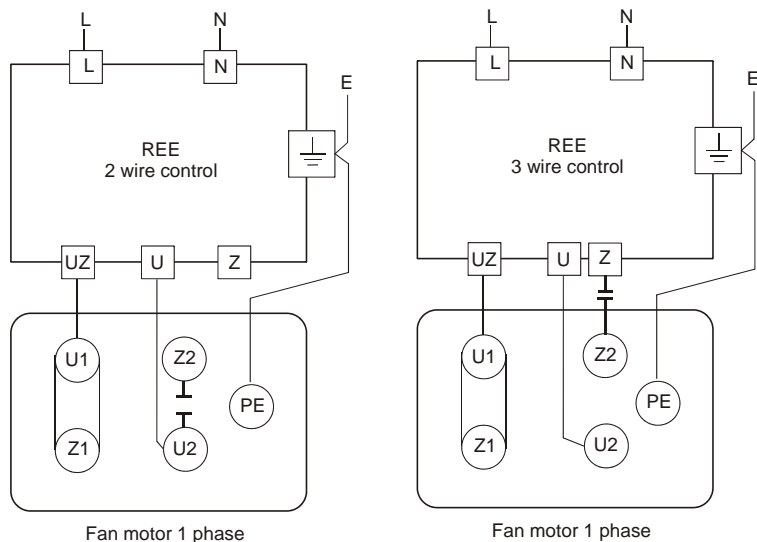 L N
L N
E
REE
2 wire control
UZ U Z
U1 Z2
PE
Z1 U2
Fan motor 1 phase
L N
L N
E
REE
3 wire control
UZ U Z
U1 Z2
PE
Z1 U2
Fan motor 1 phase